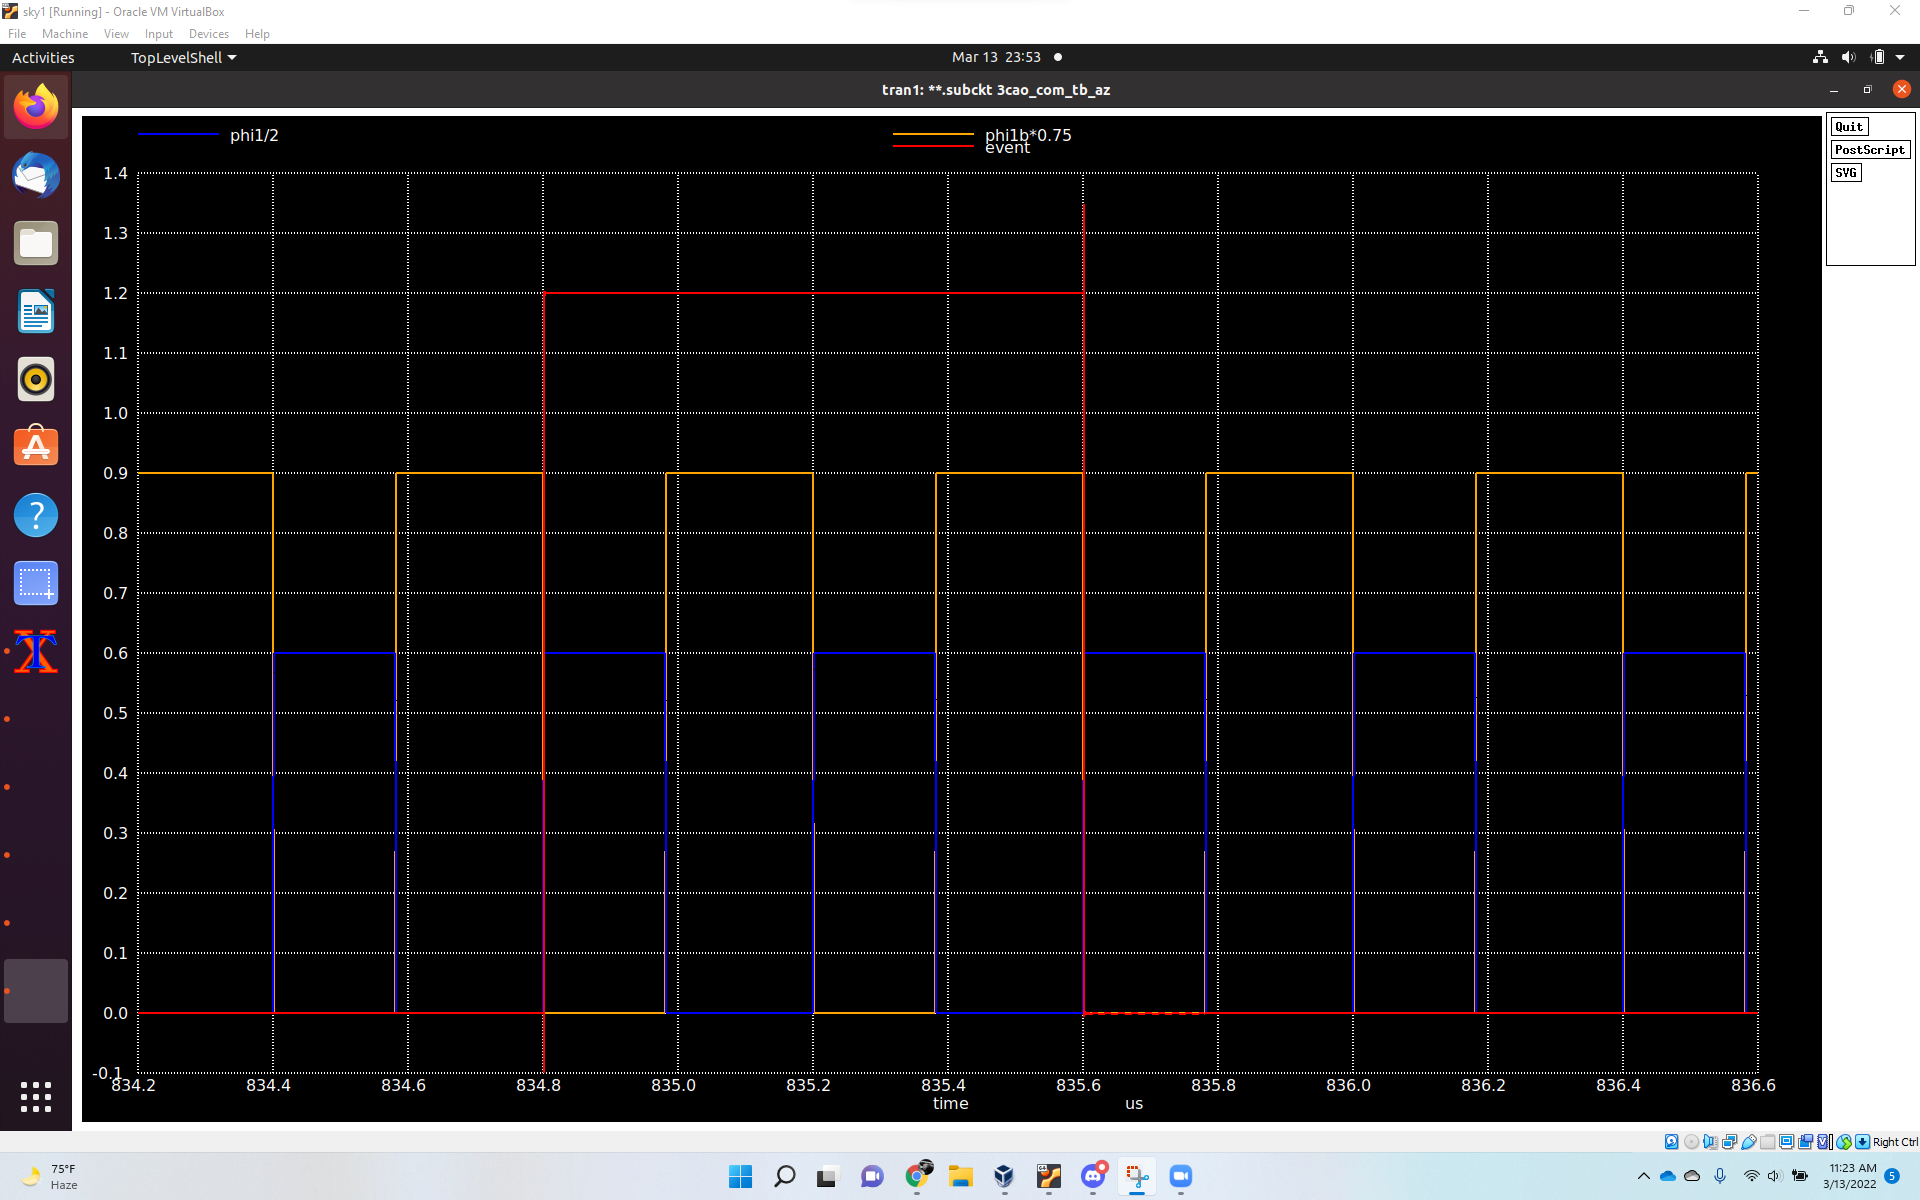 sky1 [Running] - Oracle VM VirtualBox
File Machine View Input Devices Help
Activities TopLevelShell Mar 13 23:53
tran1: **.subckt 3cao_com_tb_az
phi1/2 phi1b*0.75
event
Quit
PostScript
SVG
1.4
1.3
1.2
1.1
1.0
0.9
0.8
0.7
0.6
0.5
0.4
0.3
0.2
0.1
0.0
-0.1
834.2 834.4 834.6 834.8 835.0 835.2 835.4 835.6 835.8 836.0 836.2 836.4 836.6
time us
Right Ctrl
75°F
Haze
11:23 AM
3/13/2022
5